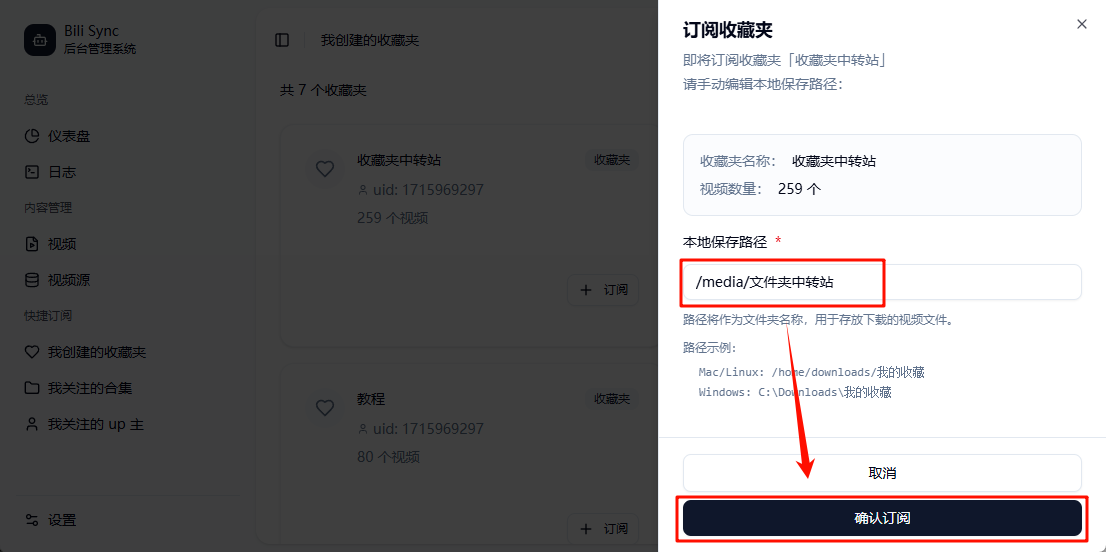 Bili Sync
后台管理系统
总览
仪表盘
日志
内容管理
视频
视频源
快捷订阅
我创建的收藏夹
我关注的合集
我关注的 up 主
设置
我创建的收藏夹
共 7 个收藏夹
收藏夹中转站
收藏夹
uid: 1715969297
259 个视频
+ 订阅
教程
收藏夹
uid: 1715969297
80 个视频
+ 订阅
订阅收藏夹
即将订阅收藏夹「收藏夹中转站」
请手动编辑本地保存路径：
收藏夹名称： 收藏夹中转站
视频数量： 259 个
本地保存路径 *
/media/文件夹中转站
路径将作为文件夹名称，用于存放下载的视频文件。
路径示例：
Mac/Linux: /home/downloads/我的收藏
Windows: C:\Downloads\我的收藏
取消
确认订阅